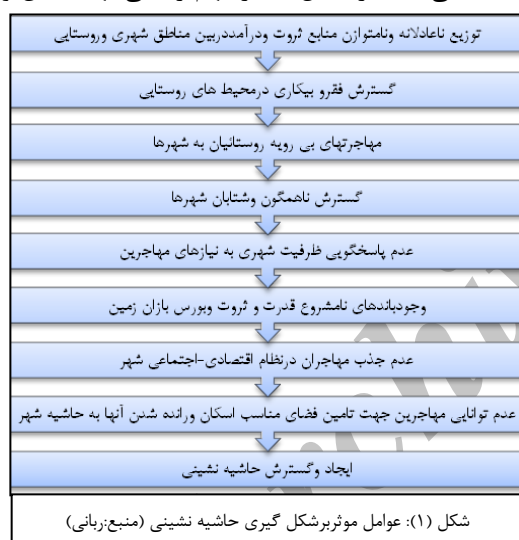 توزیع ناعادلانه ونامتوازن منابع ثروت ودرآمددربین مناطق شهری وروستایی
گسترش فقرو بیکاری درمحیط های روستایی
مهاجرتهای بی رویه روستائیان به شهرها
گسترش ناهمگون وشتابان شهرها
عدم پاسخگویی ظرفیت شهری به نیازهای مهاجرین
وجودباندهای نامشروع قدرت و ثروت وبورس بازان زمین
عدم جذب مهاجران درنظام اقتصادی-اجتماعی شهر
عدم توانایی مهاجرین جهت تامین فضای مناسب اسکان ورانده شدن آنها به حاشیه شهر
ایجاد وگسترش حاشیه نشینی
شکل (۱): عوامل موثربرشکل گیری حاشیه نشینی (منبع:ربانی)